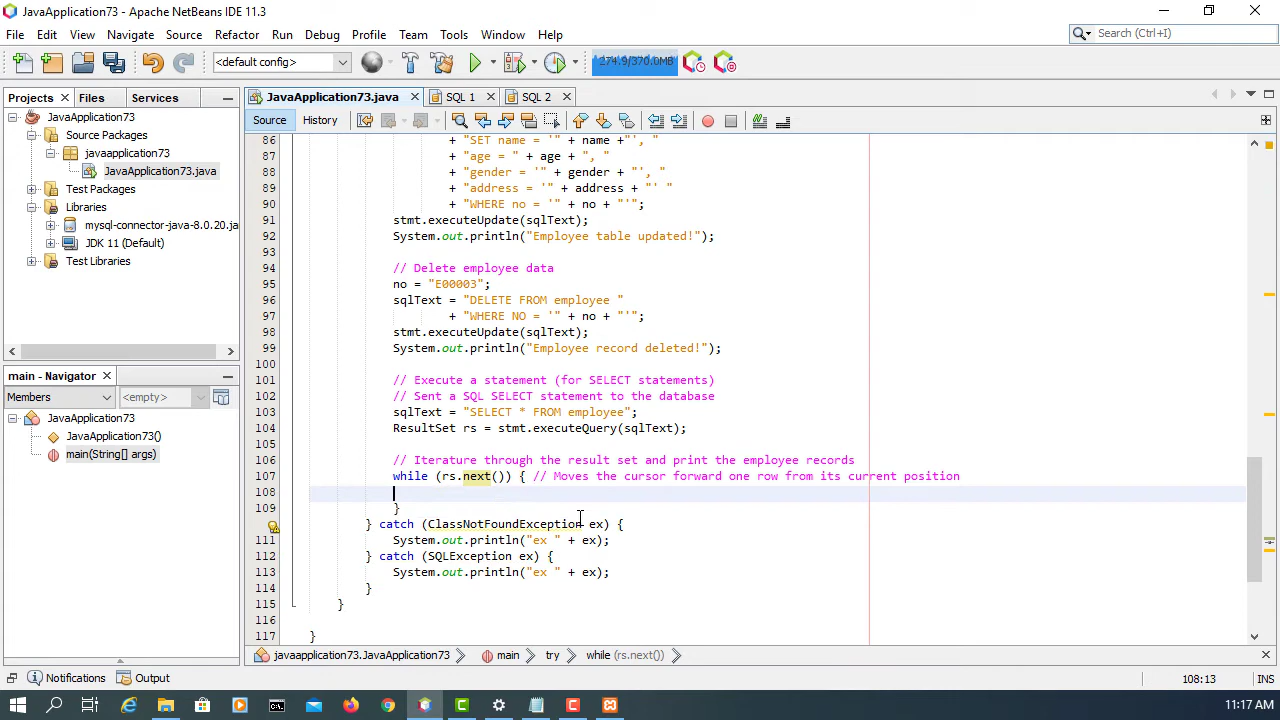 JavaApplication73 - Apache NetBeans IDE 11.3
File Edit View Navigate Source Refactor Run Debug Profile Team Tools Window Help
Search (Ctrl+I)
<default config>
274.9/370.0MB
Projects Files Services
JavaApplication73.java SQL 1 SQL 2
Source History
JavaApplication73
Source Packages
javaapplication73
JavaApplication73.java
Test Packages
Libraries
mysql-connector-java-8.0.20.ja
JDK 11 (Default)
Test Libraries
main - Navigator
Members <empty>
JavaApplication73
JavaApplication73()
main(String[] args)
86 + "SET name = '" + name +"', "
87 + "age = " + age + ", "
88 + "gender = '" + gender + "', "
89 + "address = '" + address + "' "
90 + "WHERE no = '" + no + "'";
91 stmt.executeUpdate(sqlText);
92 System.out.println("Employee table updated!");
93
94 // Delete employee data
95 no = "E00003";
96 sqlText = "DELETE FROM employee "
97 + "WHERE NO = '" + no + "'";
98 stmt.executeUpdate(sqlText);
99 System.out.println("Employee record deleted!");
100
101 // Execute a statement (for SELECT statements)
102 // Sent a SQL SELECT statement to the database
103 sqlText = "SELECT * FROM employee";
104 ResultSet rs = stmt.executeQuery(sqlText);
105
106 // Iterature through the result set and print the employee records
107 while (rs.next()) { // Moves the cursor forward one row from its current position
108
109 }
} catch (ClassNotFoundException ex) {
111 System.out.println("ex " + ex);
112 } catch (SQLException ex) {
113 System.out.println("ex " + ex);
114 }
115 }
116
117 }
javaapplication73.JavaApplication73 main try while (rs.next())
Notifications Output
108:13 INS
11:17 AM